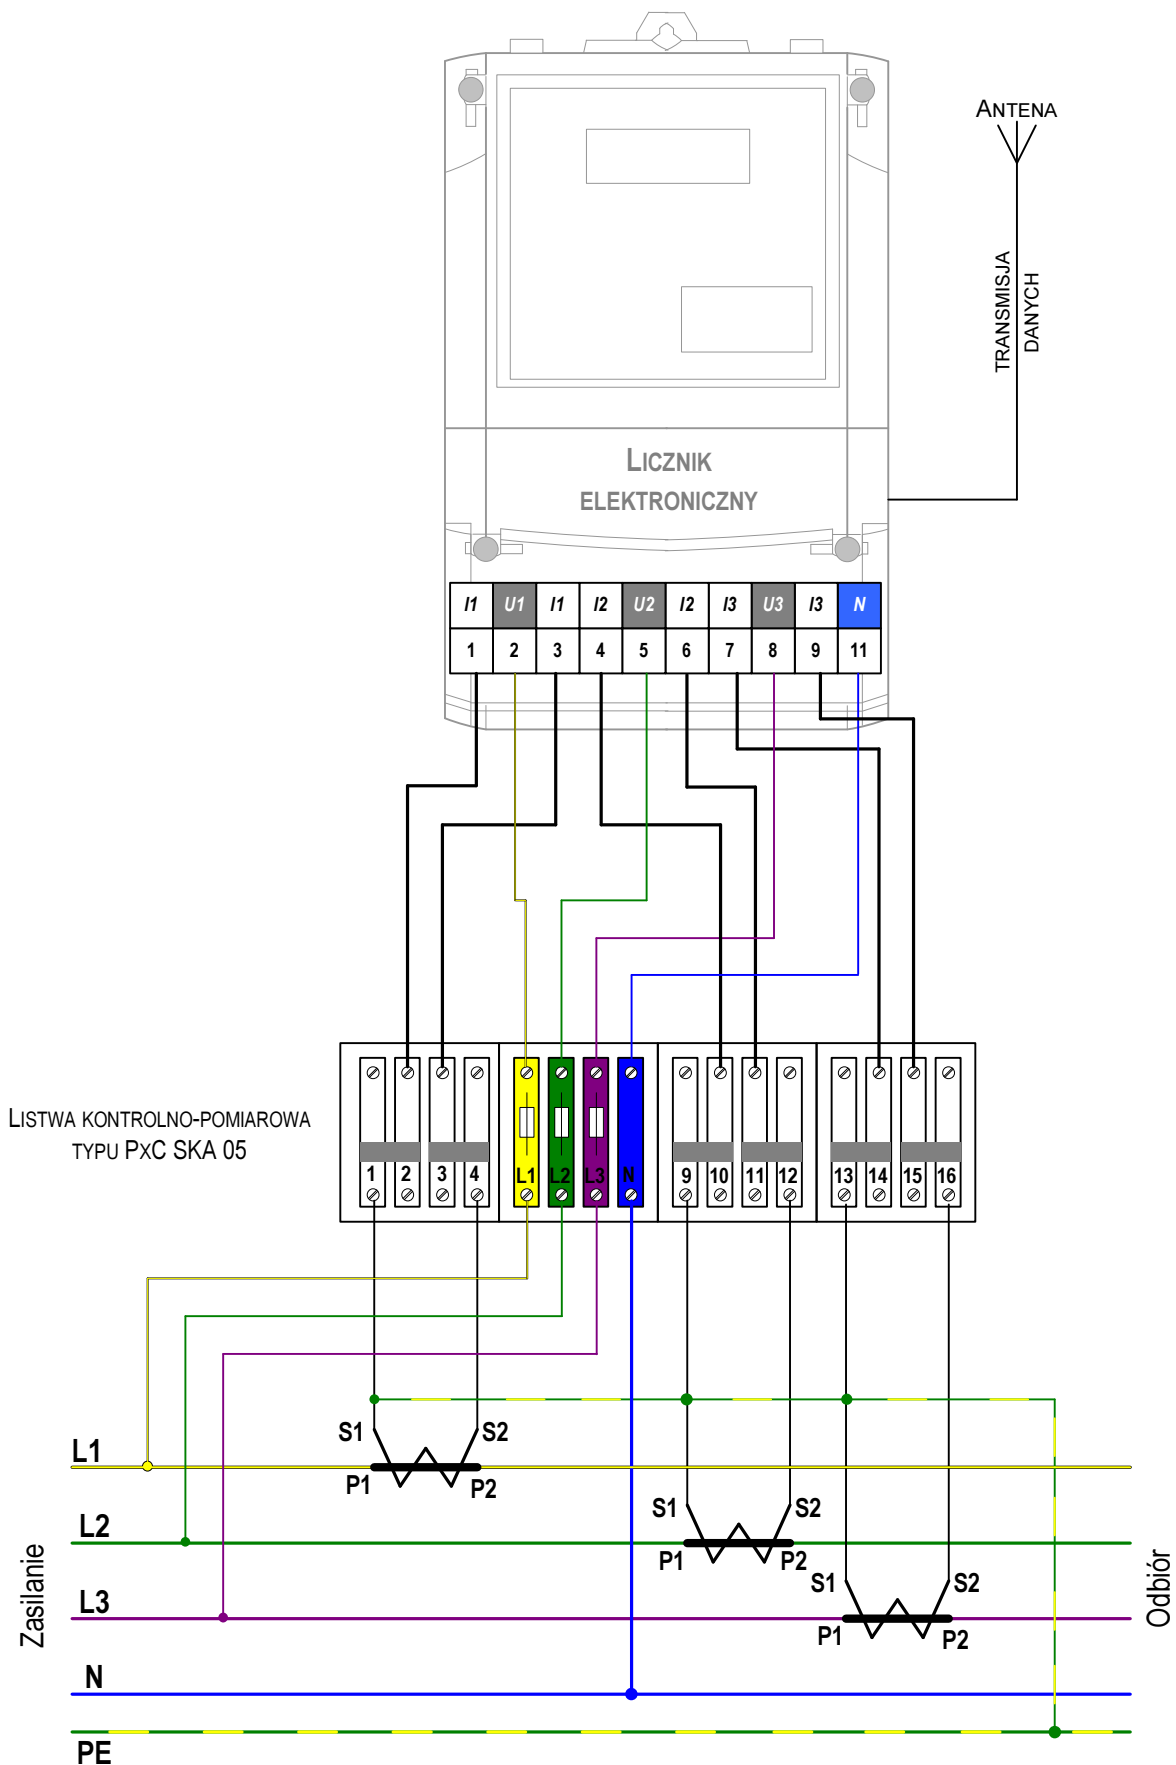 ANTENA
TRANSMISJA
DANYCH
LICZNIK
ELEKTRONICZNY
I1 U1 I1 I2 U2 I2 I3 U3 I3 N
1 2 3 4 5 6 7 8 9 11
LISTWA KONTROLNO-POMIAROWA
TYPU PXC SKA 05
1 2 3 4 L1 L2 L3 N 9 10 11 12 13 14 15 16
S1 S2
L1
P1 P2
S1 S2
L2
P1 P2
S1 S2
L3
P1 P2
N
PE
Zasilanie
Odbiór